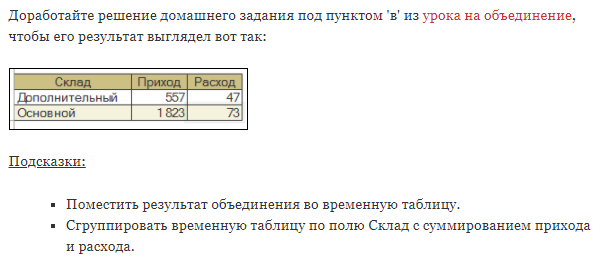 Доработайте решение домашнего задания под пунктом 'в' из урока на объединение,
чтобы его результат выглядел вот так:
Склад Приход Расход
Дополнительный 557 47
Основной 1 823 73
Подсказки:
Поместить результат объединения во временную таблицу.
Сгруппировать временную таблицу по полю Склад с суммированием прихода
и расхода.